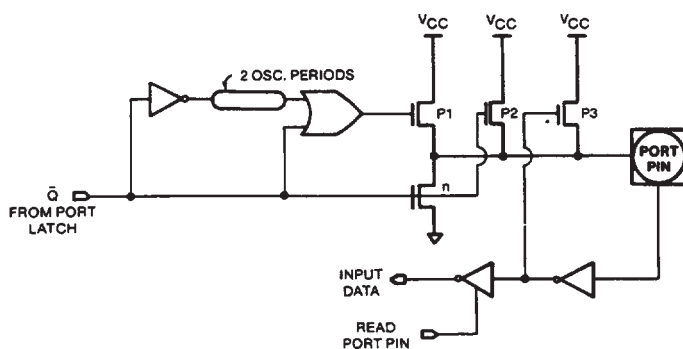 VCC
VCC
VCC
2 OSC. PERIODS
P1
P2
P3
PORT
PIN
Q̄
FROM PORT
LATCH
n
INPUT
DATA
READ
PORT PIN